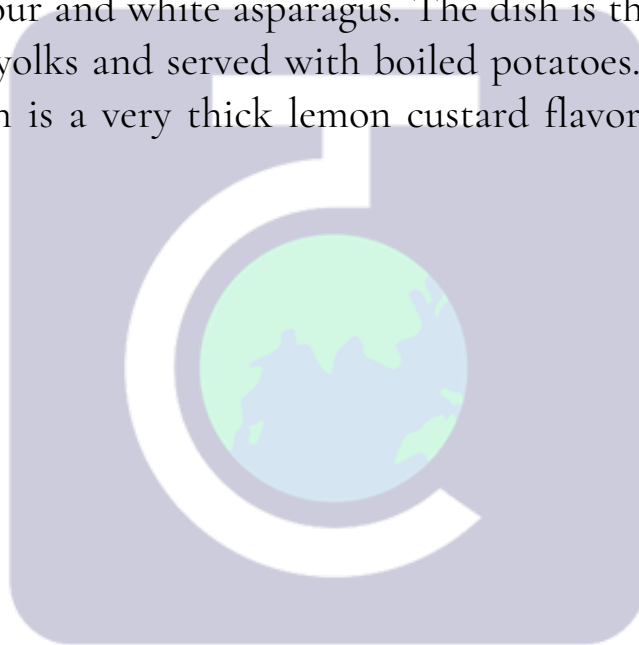 our and white asparagus. The dish is th
yolks and served with boiled potatoes.
n is a very thick lemon custard flavor